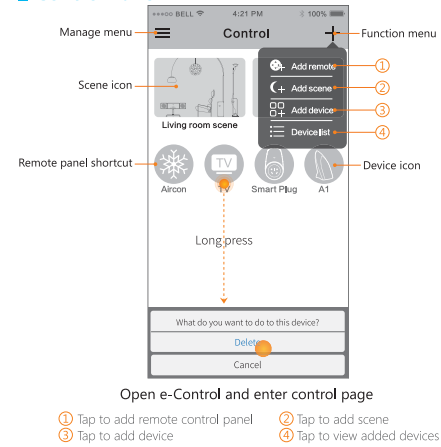 ●●●○○ BELL 4:21 PM 100%
Manage menu
Control
Function menu
Add remote
①
Scene icon
Add scene
②
Add device
③
Device list
④
Living room scene
Remote panel shortcut
TV
Device icon
Aircon
TV
Smart Plug
A1
Long press
What do you want to do to this device?
Delete
Cancel
Open e-Control and enter control page
① Tap to add remote control panel
② Tap to add scene
③ Tap to add device
④ Tap to view added devices